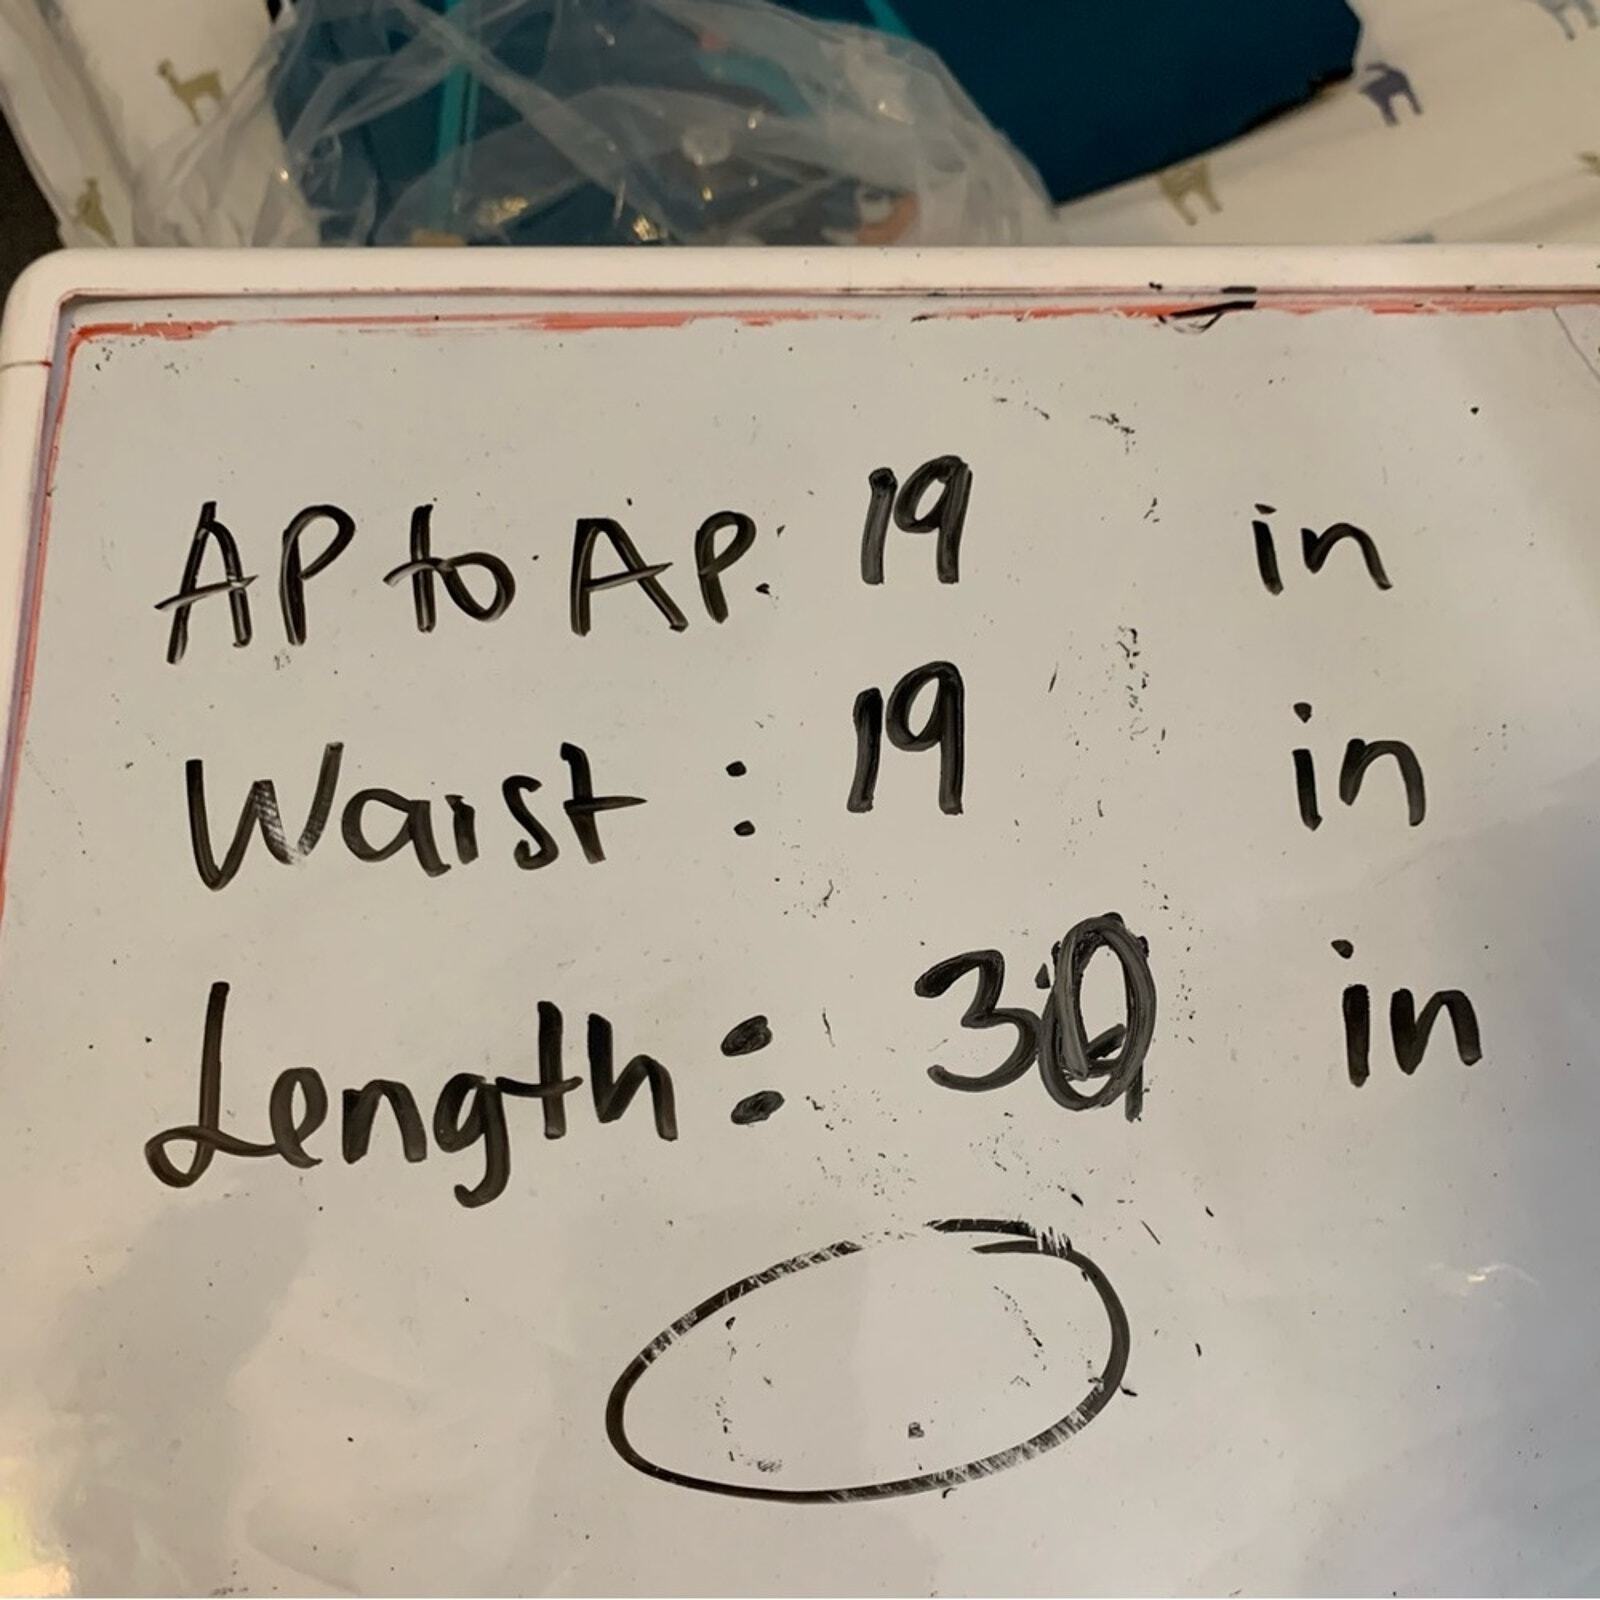 AP to AP: 19 in
Waist : 19 in
Length : 30 in